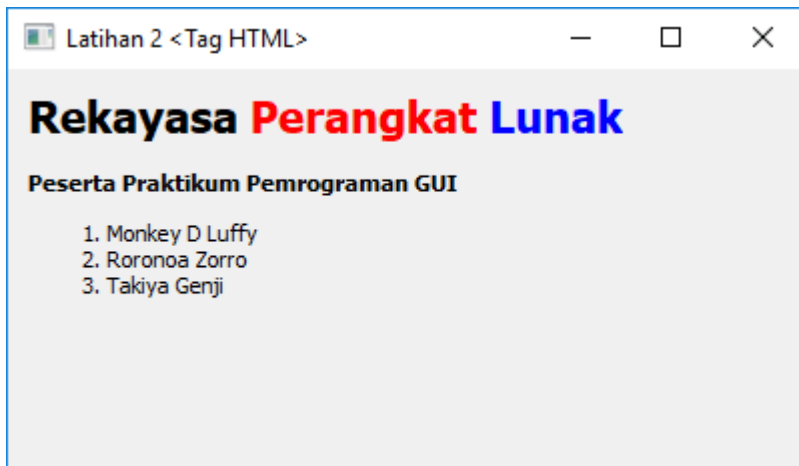 Latihan 2 <Tag HTML>
Rekayasa Perangkat Lunak
Peserta Praktikum Pemrograman GUI
1. Monkey D Luffy
2. Roronoa Zorro
3. Takiya Genji